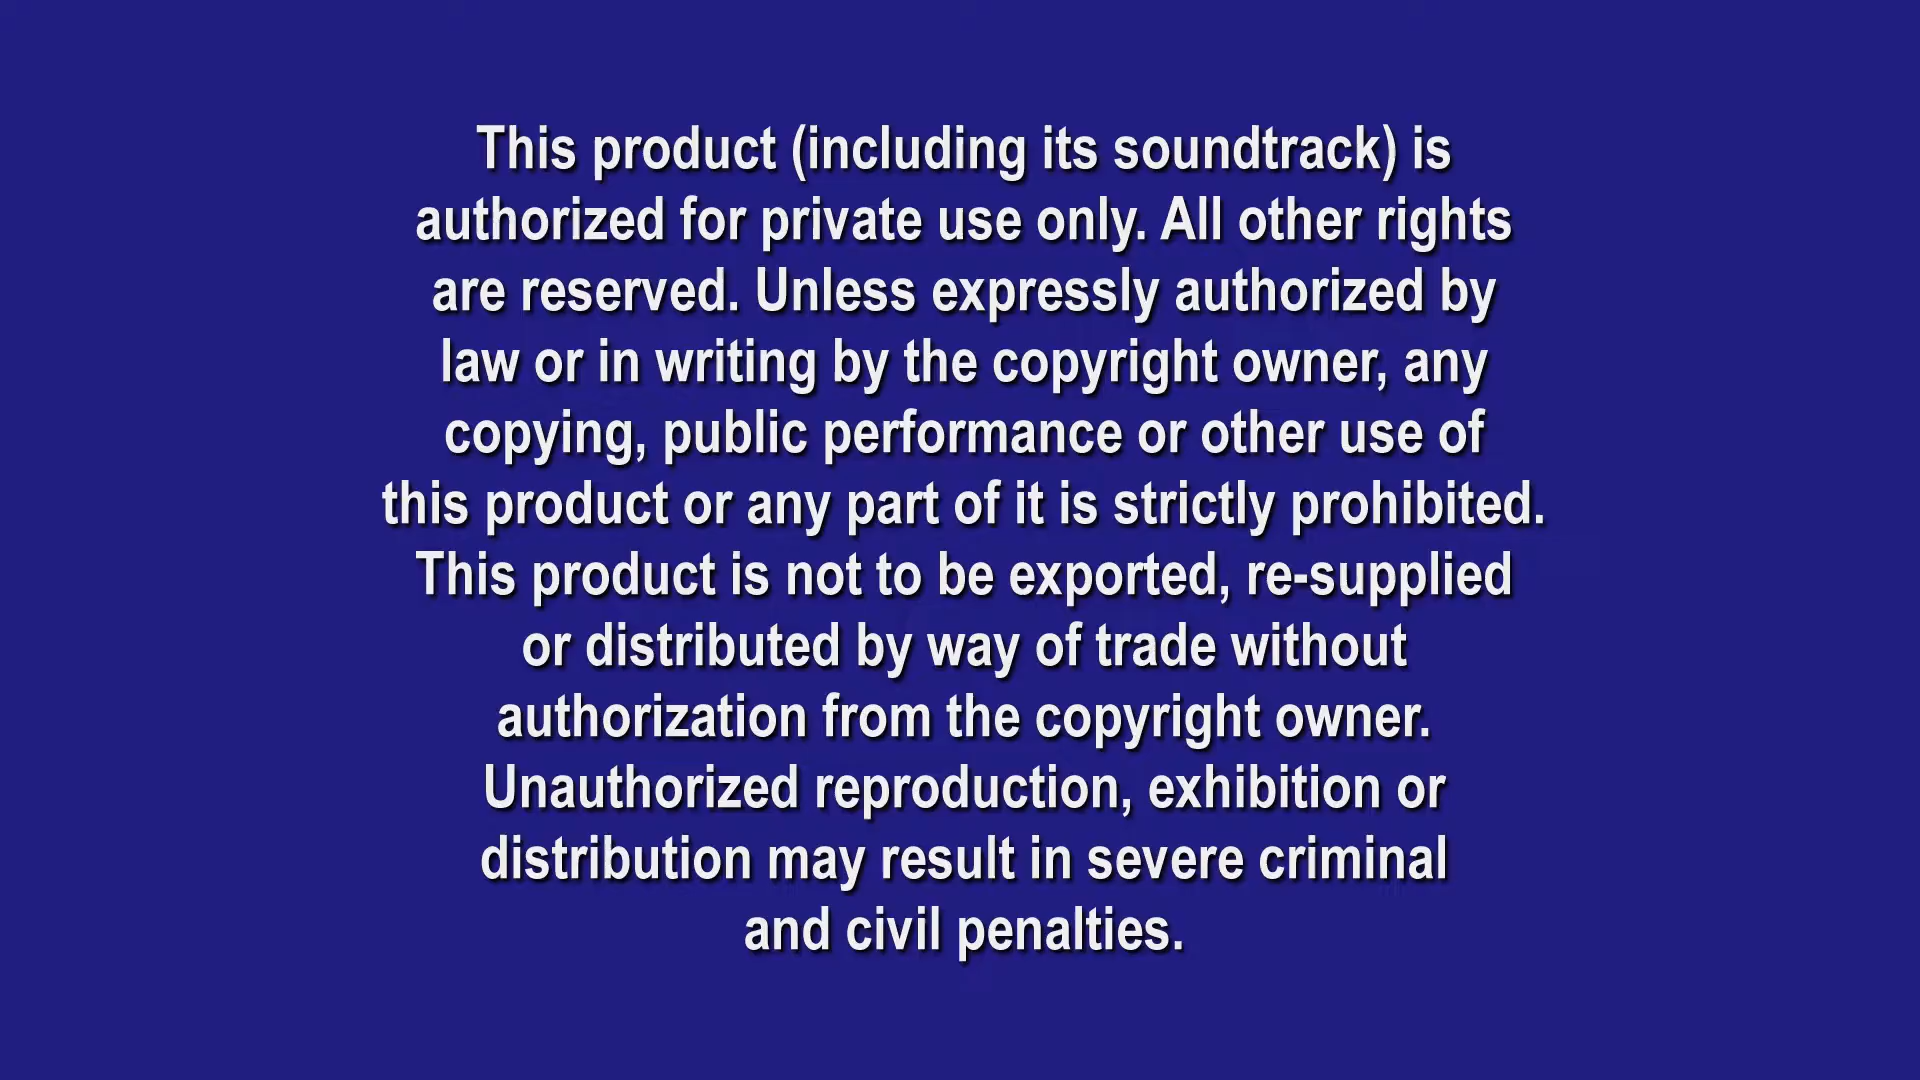 This product (including its soundtrack) is
authorized for private use only. All other rights
are reserved. Unless expressly authorized by
law or in writing by the copyright owner, any
copying, public performance or other use of
this product or any part of it is strictly prohibited.
This product is not to be exported, re-supplied
or distributed by way of trade without
authorization from the copyright owner.
Unauthorized reproduction, exhibition or
distribution may result in severe criminal
and civil penalties.